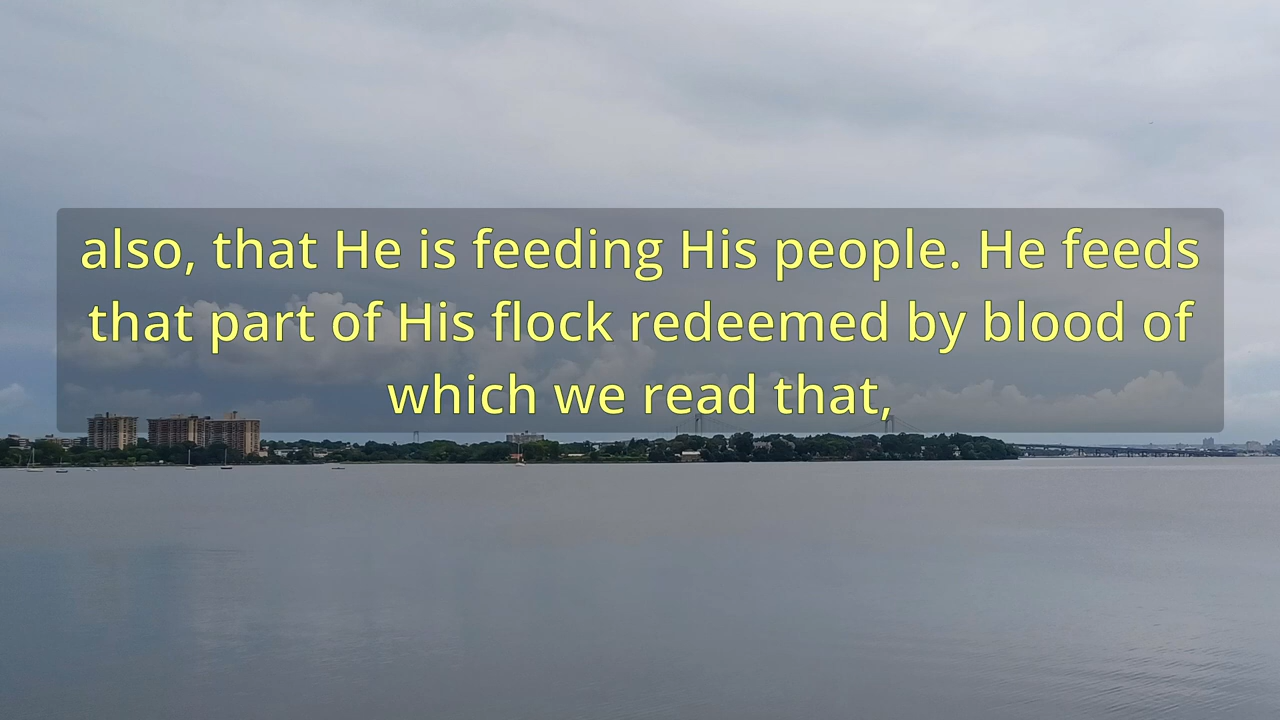 also, that He is feeding His people. He feeds
that part of His flock redeemed by blood of
which we read that,